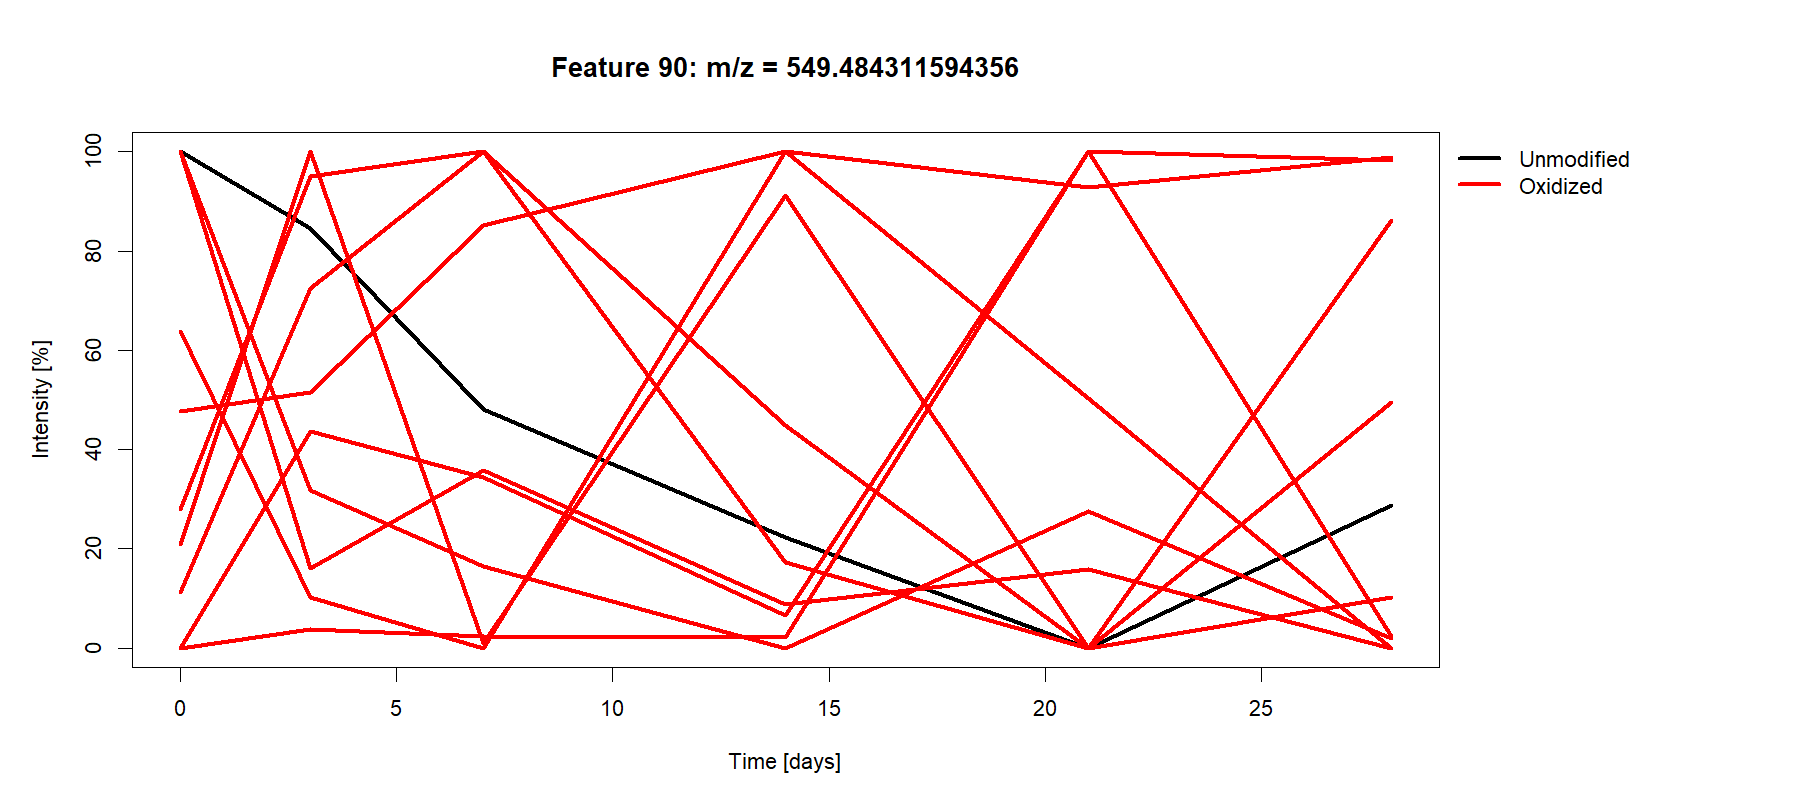 Feature 90: m/z = 549.484311594356
Unmodified
Oxidized
Intensity [%]
100
80
60
40
20
0
0 5 10 15 20 25
Time [days]